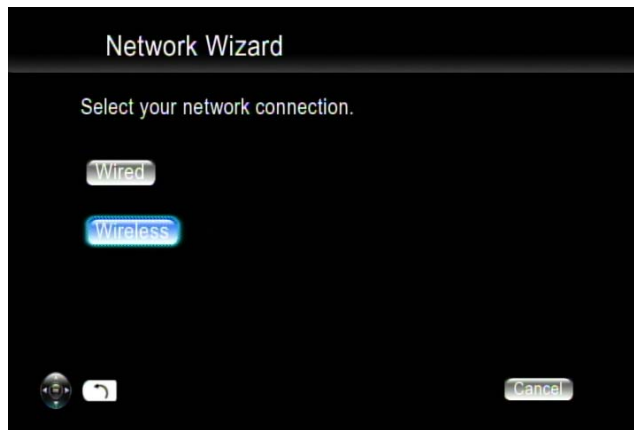 Network Wizard
Select your network connection.
Wired
Wireless
Cancel